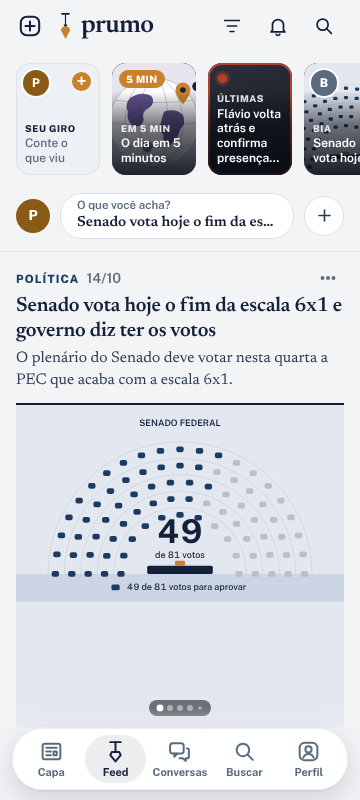 prumo
P
SEU GIRO
Conte o
que viu
5 MIN
EM 5 MIN
O dia em 5
minutos
ÚLTIMAS
Flávio volta
atrás e
confirma
presença...
B
BIA
Senado
vota hoje
P
O que você acha?
Senado vota hoje o fim da es...
POLÍTICA 14/10
Senado vota hoje o fim da escala 6x1 e
governo diz ter os votos
O plenário do Senado deve votar nesta quarta a
PEC que acaba com a escala 6x1.
SENADO FEDERAL
49
de 81 votos
49 de 81 votos para aprovar
Capa
Feed
Conversas
Buscar
Perfil